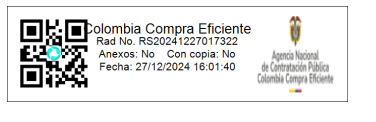 Colombia Compra Eficiente
Rad No. RS20241227017322
Anexos: No    Con copia: No
Fecha: 27/12/2024 16:01:40
Agencia Nacional
de Contratación Pública
Colombia Compra Eficiente